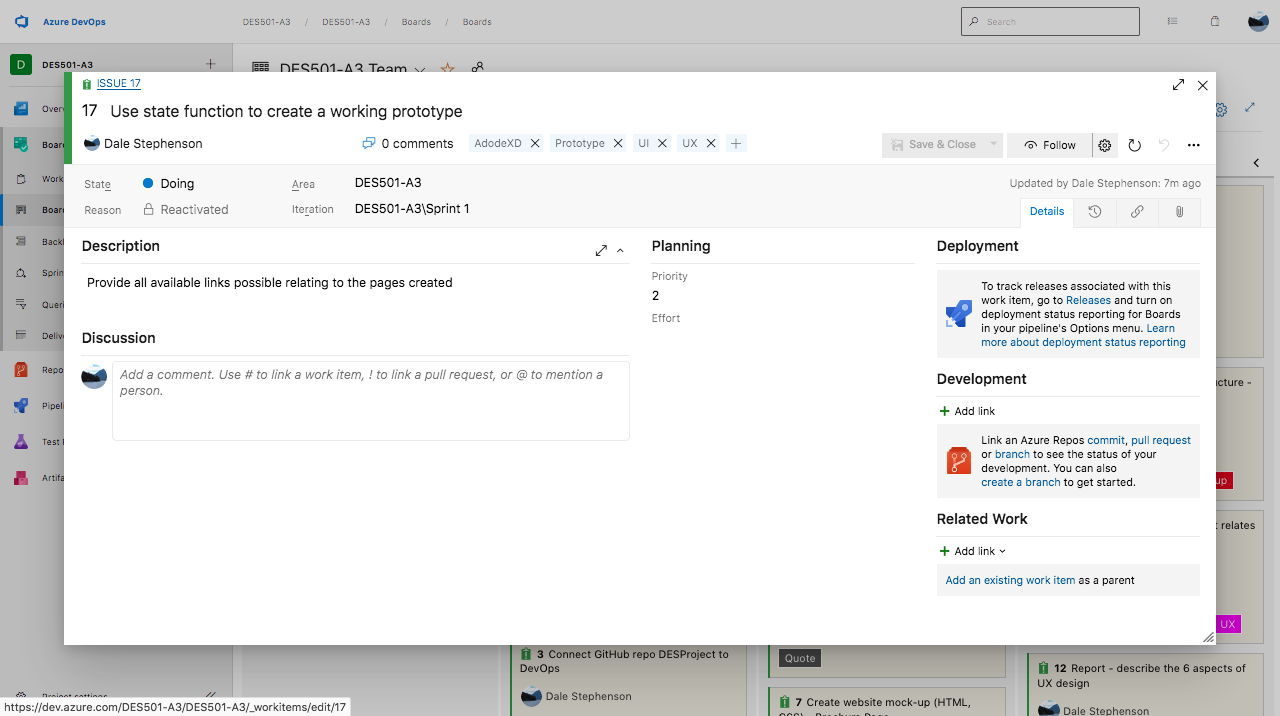 Azure DevOps
DES501-A3 / DES501-A3 / Boards / Boards
Search
D DES501-A3
DES501-A3 Team
ISSUE 17
17 Use state function to create a working prototype
Dale Stephenson
0 comments
AdodeXD
Prototype
UI
UX
Save & Close
Follow
State Doing
Area DES501-A3
Updated by Dale Stephenson: 7m ago
Reason Reactivated
Iteration DES501-A3\Sprint 1
Details
Overv
Board
Work
Board
Backl
Sprin
Queri
Delive
Repo
Pipeli
Test P
Artifa
Project settings
Description
Provide all available links possible relating to the pages created
Discussion
Add a comment. Use # to link a work item, ! to link a pull request, or @ to mention a
person.
Planning
Priority
2
Effort
Deployment
To track releases associated with this
work item, go to Releases and turn on
deployment status reporting for Boards
in your pipeline's Options menu. Learn
more about deployment status reporting
Development
Add link
Link an Azure Repos commit, pull request
or branch to see the status of your
development. You can also
create a branch to get started.
Related Work
Add link
Add an existing work item as a parent
cture -
up
t relates
UX
3 Connect GitHub repo DESProject to
DevOps
Dale Stephenson
Quote
7 Create website mock-up (HTML,
CSS) - Brochure Page
12 Report - describe the 6 aspects of
UX design
Dale Stephenson
https://dev.azure.com/DES501-A3/DES501-A3/_workitems/edit/17